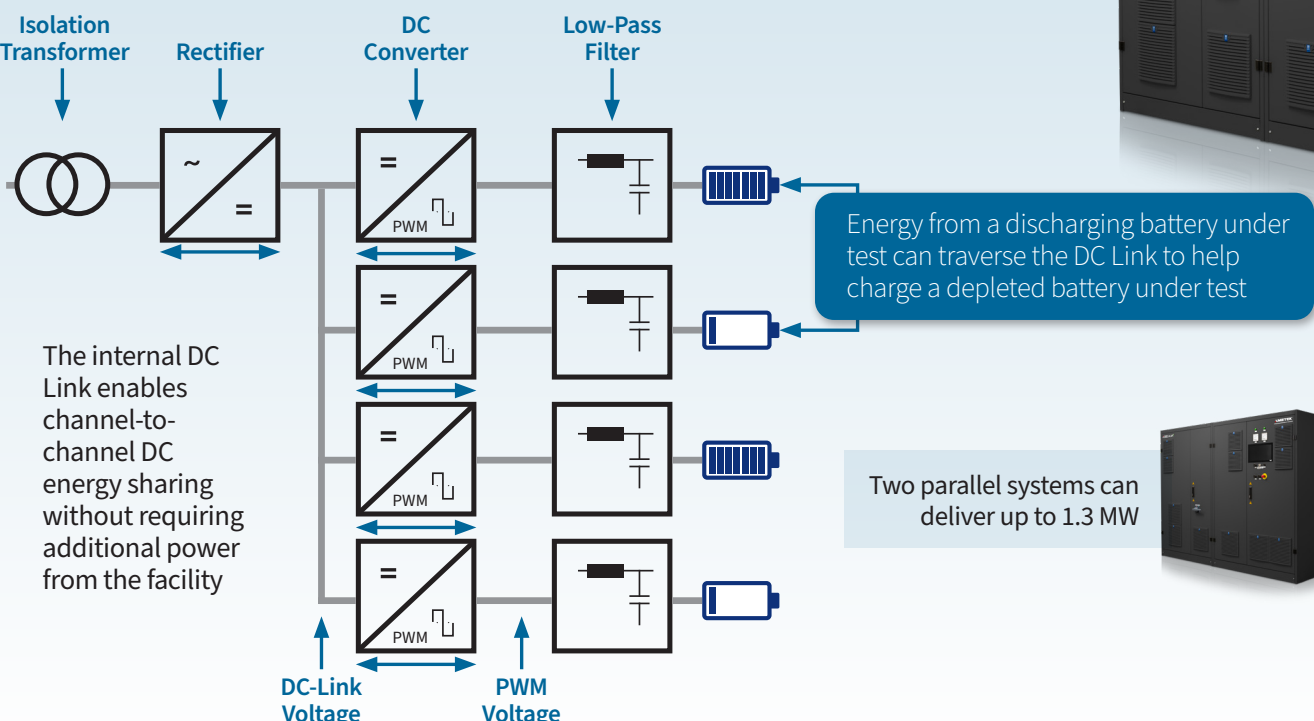 Isolation
Transformer
Rectifier
DC
Converter
Low-Pass
Filter
~
=
=
PWM
Energy from a discharging battery under
test can traverse the DC Link to help
charge a depleted battery under test
=
PWM
The internal DC
Link enables
channel-to-
channel DC
energy sharing
without requiring
additional power
from the facility
=
PWM
Two parallel systems can
deliver up to 1.3 MW
AMETEK
=
PWM
DC-Link
Voltage
PWM
Voltage